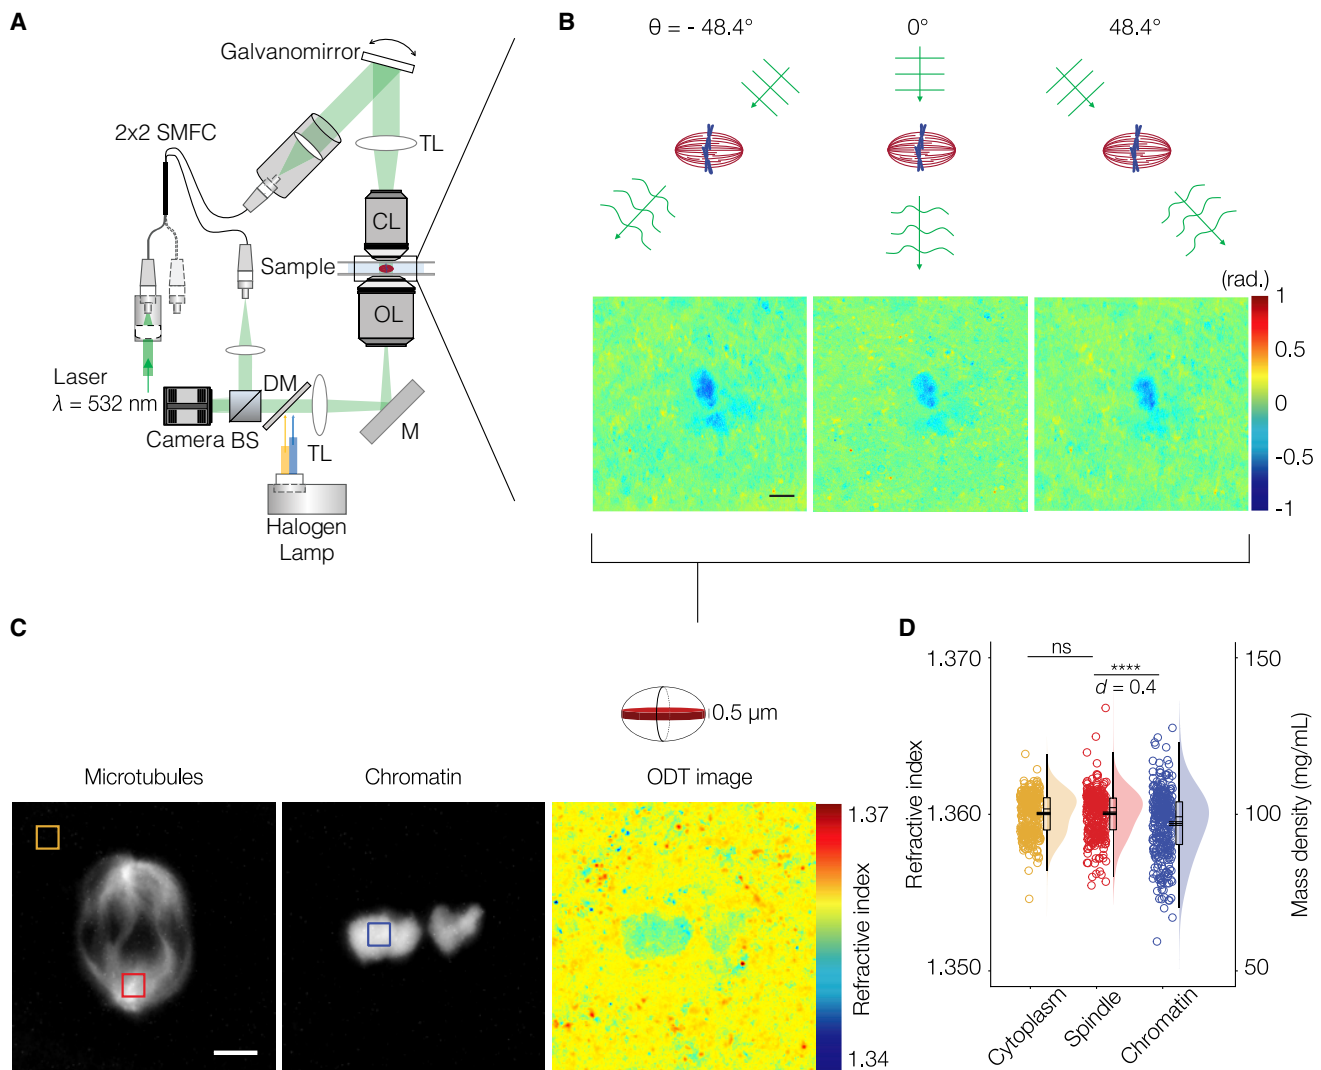 A
Galvanomirror
2x2 SMFC
TL
CL
Sample
OL
Laser
λ = 532 nm
DM
Camera BS
TL
M
Halogen
Lamp
B
θ = - 48.4°
0°
48.4°
(rad.)
1
0.5
0
-0.5
-1
C
0.5 µm
Microtubules
Chromatin
ODT image
1.37
Refractive index
1.34
D
ns
****
d = 0.4
1.370
1.360
1.350
Refractive index
150
100
50
Mass density (mg/mL)
Cytoplasm
Spindle
Chromatin